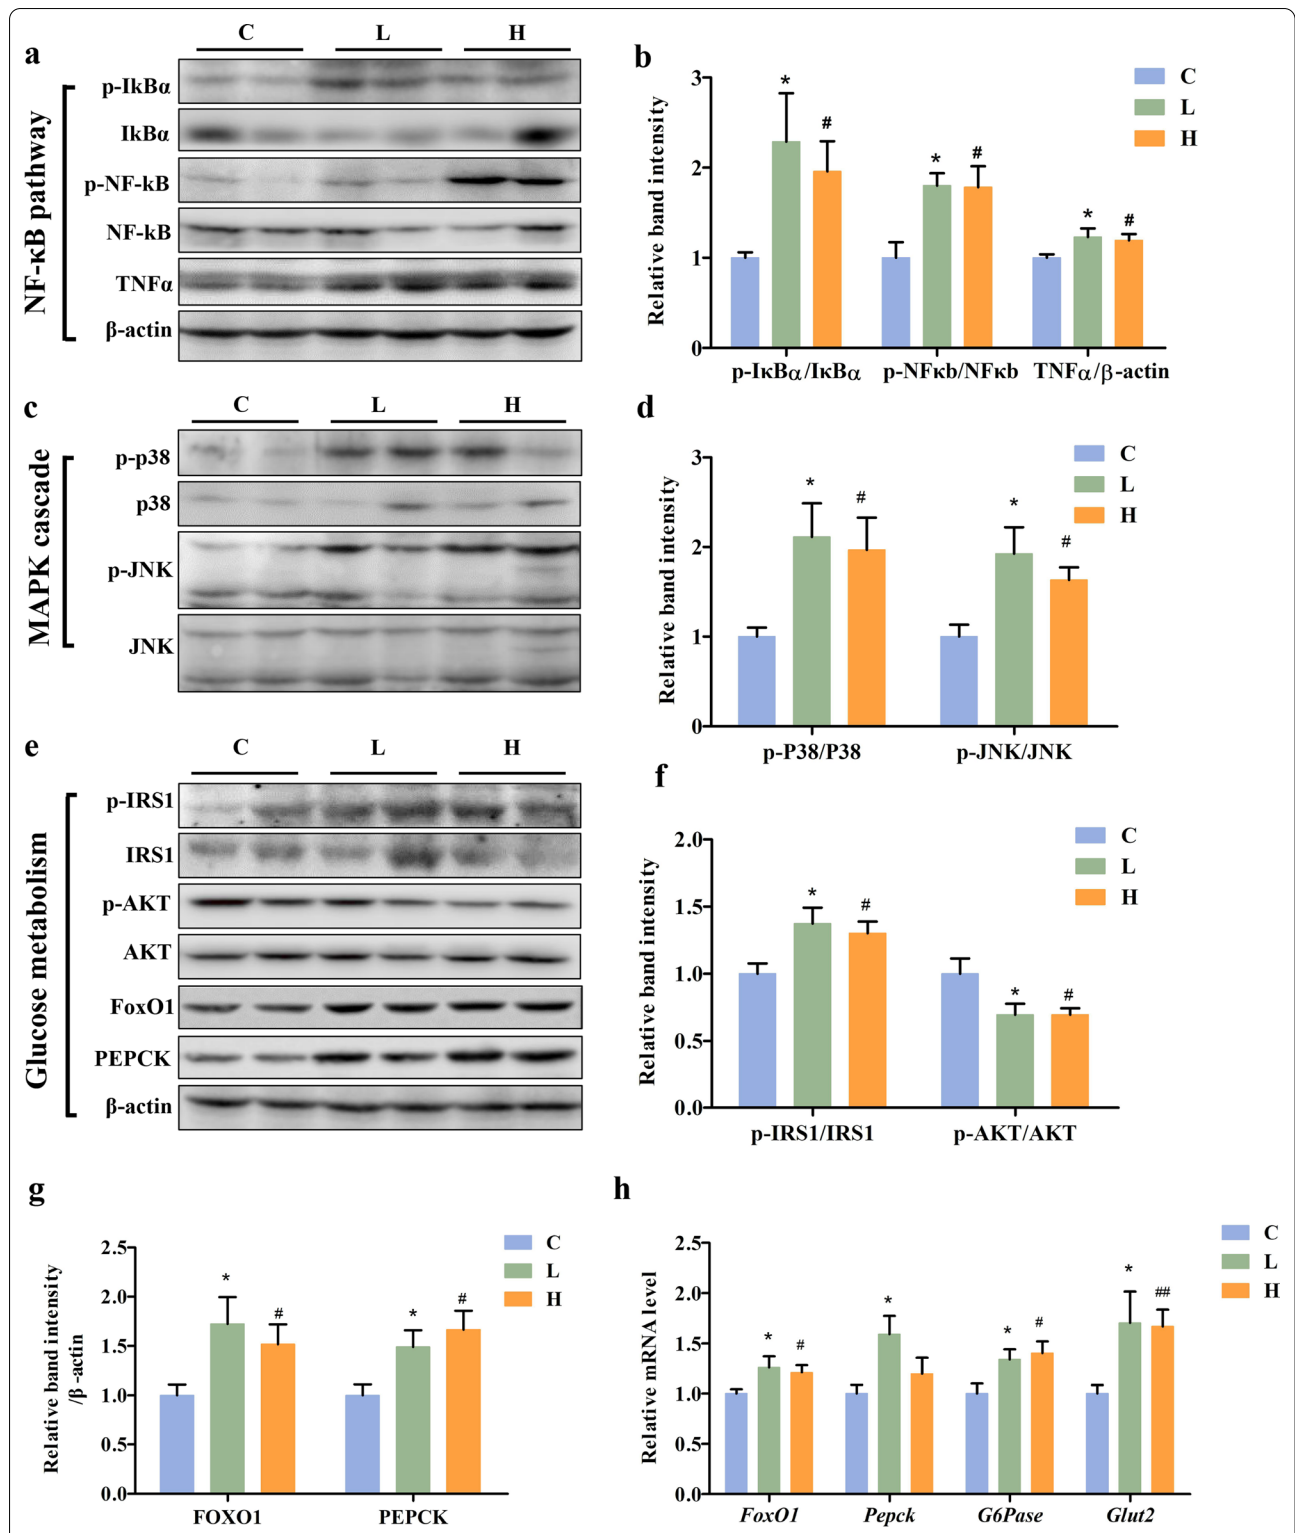 a
C L H
NF-κB pathway
p-IkBα
IkBα
p-NF-kB
NF-kB
TNFα
β-actin
b
Relative band intensity
3
2
1
0
* # * # * #
C
L
H
p-IκBα/IκBα p-NFκb/NFκb TNFα/β-actin
c
C L H
MAPK cascade
p-p38
p38
p-JNK
JNK
d
Relative band intensity
3
2
1
0
* # * #
C
L
H
p-P38/P38 p-JNK/JNK
e
C L H
Glucose metabolism
p-IRS1
IRS1
p-AKT
AKT
FoxO1
PEPCK
β-actin
f
Relative band intensity
2.0
1.5
1.0
0.5
0.0
* # * #
C
L
H
p-IRS1/IRS1 p-AKT/AKT
g
Relative band intensity
/β-actin
2.5
2.0
1.5
1.0
0.5
0.0
* # * #
C
L
H
FOXO1 PEPCK
h
Relative mRNA level
2.5
2.0
1.5
1.0
0.5
0.0
* # * * # * ##
C
L
H
FoxO1 Pepck G6Pase Glut2